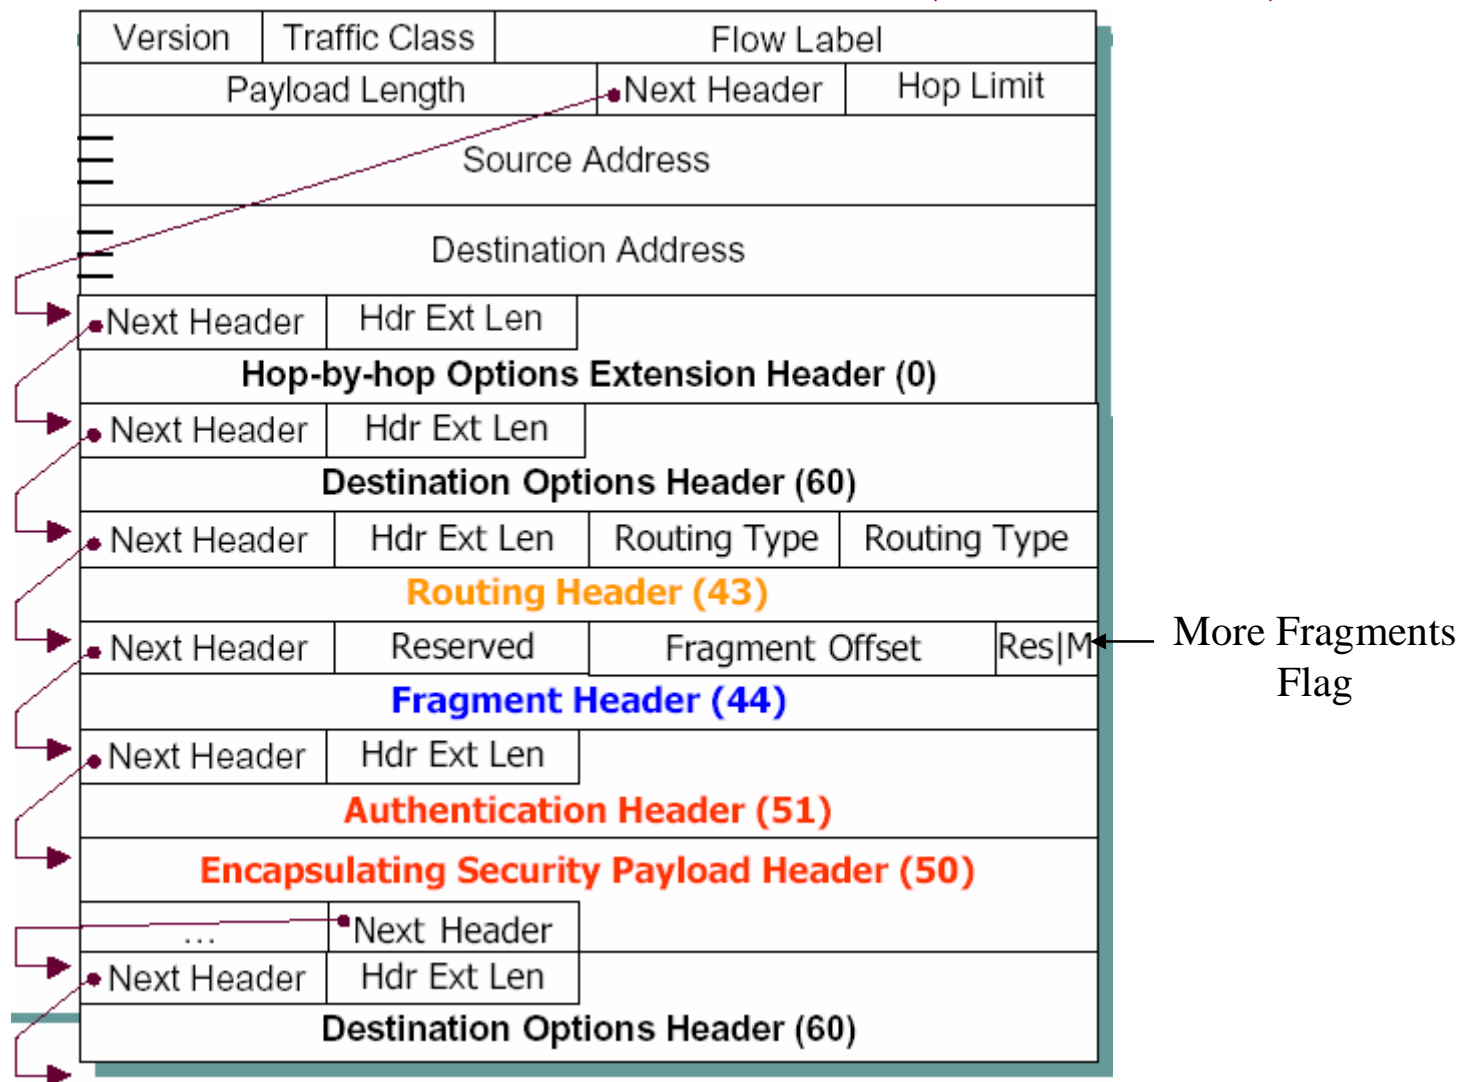 Version Traffic Class Flow Label
Payload Length Next Header Hop Limit
Source Address
Destination Address
Next Header Hdr Ext Len
Hop-by-hop Options Extension Header (0)
Next Header Hdr Ext Len
Destination Options Header (60)
Next Header Hdr Ext Len Routing Type Routing Type
Routing Header (43)
Next Header Reserved Fragment Offset Res|M
More Fragments
Flag
Fragment Header (44)
Next Header Hdr Ext Len
Authentication Header (51)
Encapsulating Security Payload Header (50)
... Next Header
Next Header Hdr Ext Len
Destination Options Header (60)